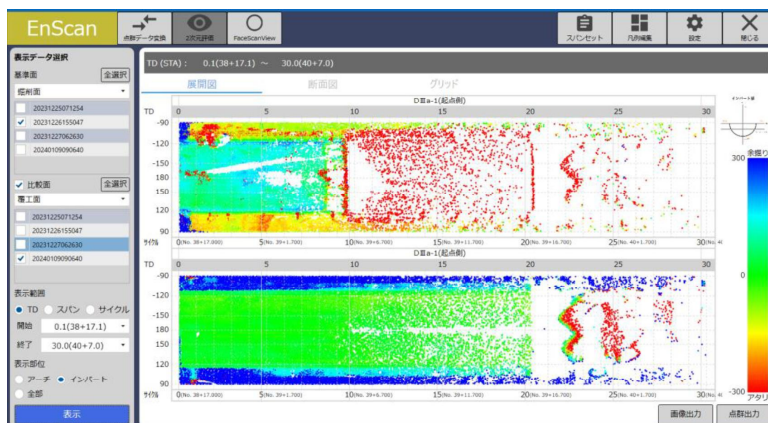 EnScan
点群データ変換
2次元評価
FaceScanView
スパンセット
凡例編集
設定
閉じる
表示データ選択
基準面
全選択
掘削面
20231225071254
20231226155047
20231227062630
20240109090640
比較面
全選択
覆工面
20231225071254
20231226155047
20231227062630
20240109090640
表示範囲
TD スパン サイクル
開始 0.1(38+17.1)
終了 30.0(40+7.0)
表示部位
アーチ インバート
全部
表示
TD (STA) : 0.1(38+17.1) ～ 30.0(40+7.0)
展開図 断面図 グリッド
DⅢa-1(起点側)
TD 0 5 10 15 20 25 30
-90
-120
-150
180
150
120
90
サイクル 0(No. 38+17.000) 5(No. 39+1.700) 10(No. 39+6.700) 15(No. 39+11.700) 20(No. 39+16.700) 25(No. 40+1.700) 30(No. 4
DⅢa-1(起点側)
TD 0 5 10 15 20 25 30
-90
-120
-150
180
150
120
90
サイクル 0(No. 38+17.000) 5(No. 39+1.700) 10(No. 39+6.700) 15(No. 39+11.700) 20(No. 39+16.700) 25(No. 40+1.700) 30(No. 4
インバート部
余掘り
300
0
-300
アタリ
画像出力
点群出力